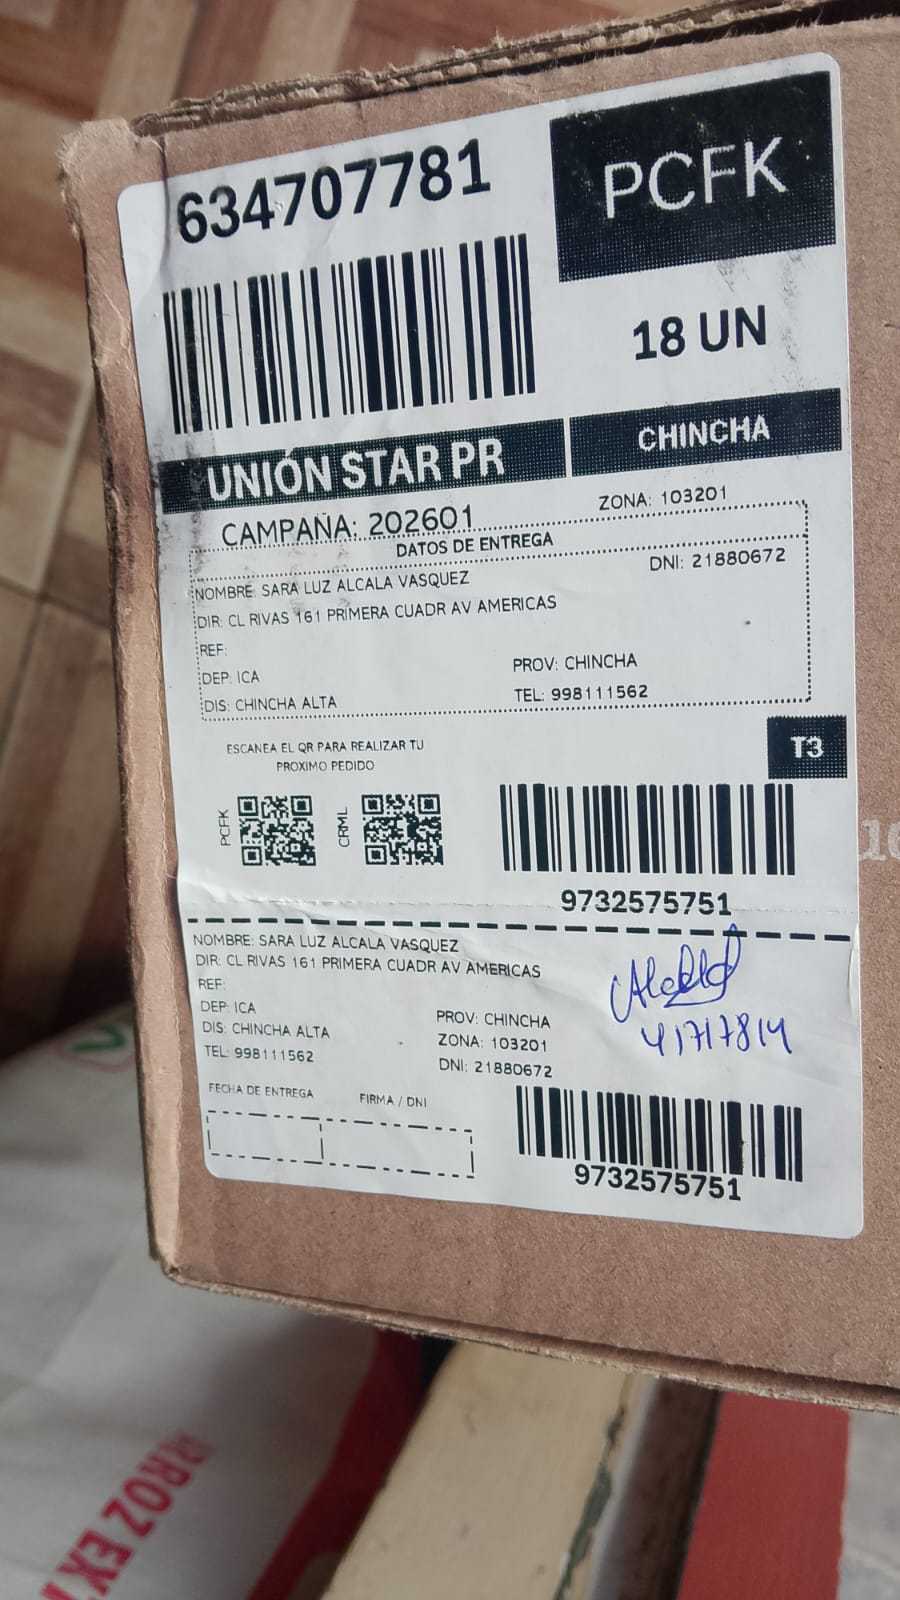 634707781
PCFK
18 UN
UNIÓN STAR PR
CHINCHA
CAMPAÑA: 202601
ZONA: 103201
DATOS DE ENTREGA
NOMBRE: SARA LUZ ALCALA VASQUEZ
DNI: 21880672
DIR: CL RIVAS 161 PRIMERA CUADR AV AMERICAS
REF:
DEP: ICA
PROV: CHINCHA
DIS: CHINCHA ALTA
TEL: 998111562
ESCANEA EL QR PARA REALIZAR TU
PROXIMO PEDIDO
T3
PCFK
CRML
9732575751
NOMBRE: SARA LUZ ALCALA VASQUEZ
DIR: CL RIVAS 161 PRIMERA CUADR AV AMERICAS
REF:
DEP: ICA
PROV: CHINCHA
DIS: CHINCHA ALTA
ZONA: 103201
TEL: 998111562
DNI: 21880672
41717814
FECHA DE ENTREGA
FIRMA / DNI
9732575751